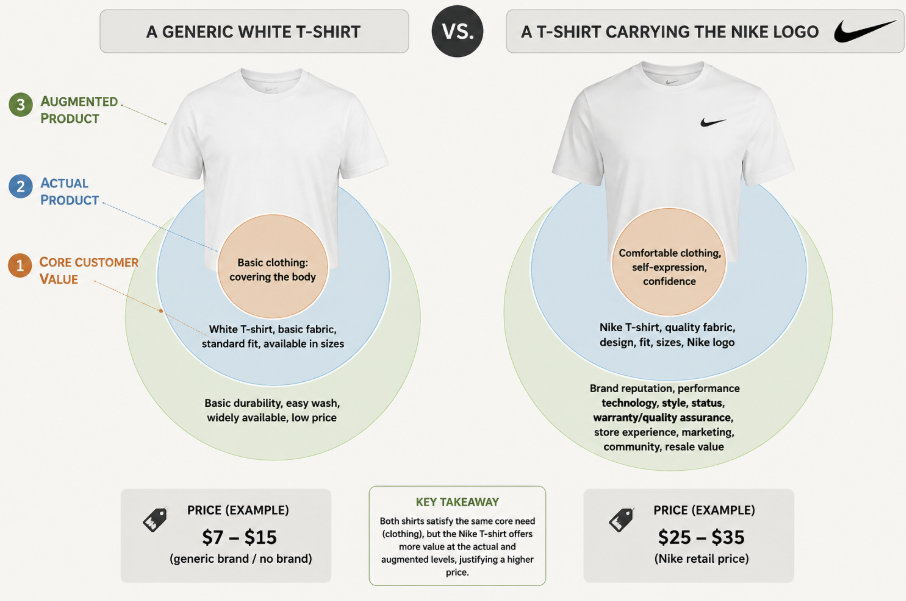 A GENERIC WHITE T-SHIRT
VS.
A T-SHIRT CARRYING THE NIKE LOGO
3
AUGMENTED
PRODUCT
2
ACTUAL
PRODUCT
1
CORE CUSTOMER
VALUE
Basic clothing:
covering the body
White T-shirt, basic fabric,
standard fit, available in sizes
Basic durability, easy wash,
widely available, low price
Comfortable clothing,
self-expression,
confidence
Nike T-shirt, quality fabric,
design, fit, sizes, Nike logo
Brand reputation, performance
technology, style, status,
warranty/quality assurance,
store experience, marketing,
community, resale value
PRICE (EXAMPLE)
$7 – $15
(generic brand / no brand)
KEY TAKEAWAY
Both shirts satisfy the same core need
(clothing), but the Nike T-shirt offers
more value at the actual and
augmented levels, justifying a higher
price.
PRICE (EXAMPLE)
$25 – $35
(Nike retail price)